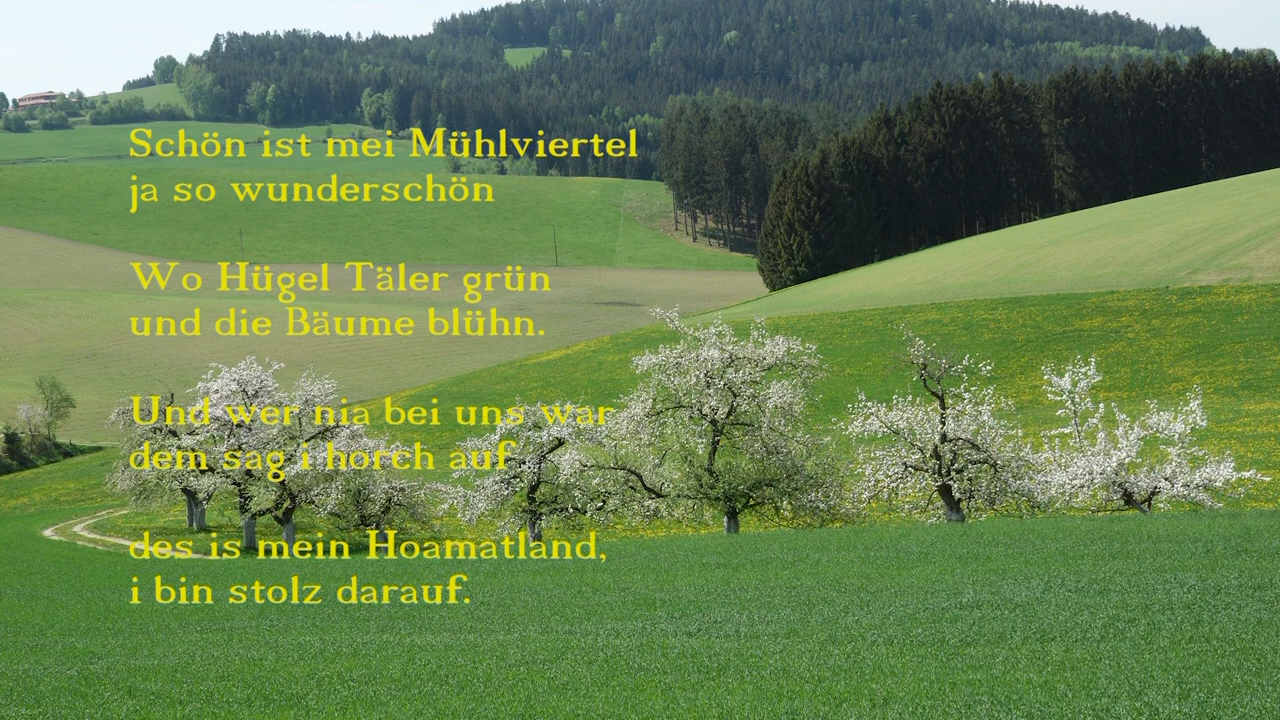 Schön ist mei Mühlviertel
ja so wunderschön
Wo Hügel Täler grün
und die Bäume blühn.
Und wer nia bei uns war
dem sag i horch auf
des is mein Hoamatland,
i bin stolz darauf.